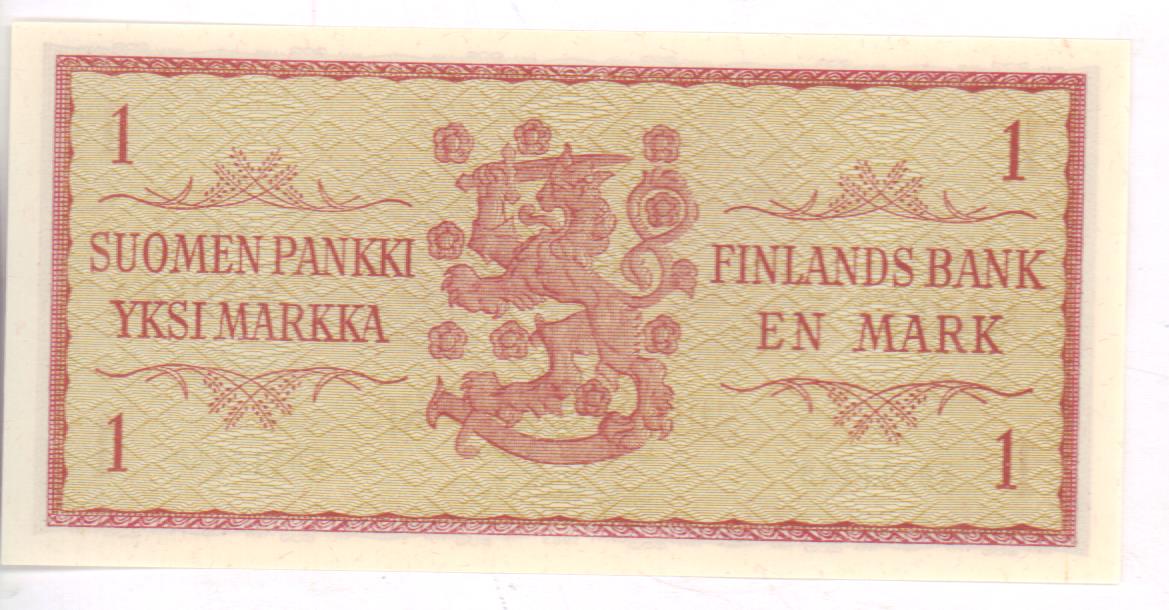 1
1
SUOMEN PANKKI
YKSI MARKKA
FINLANDS BANK
EN MARK
1
1